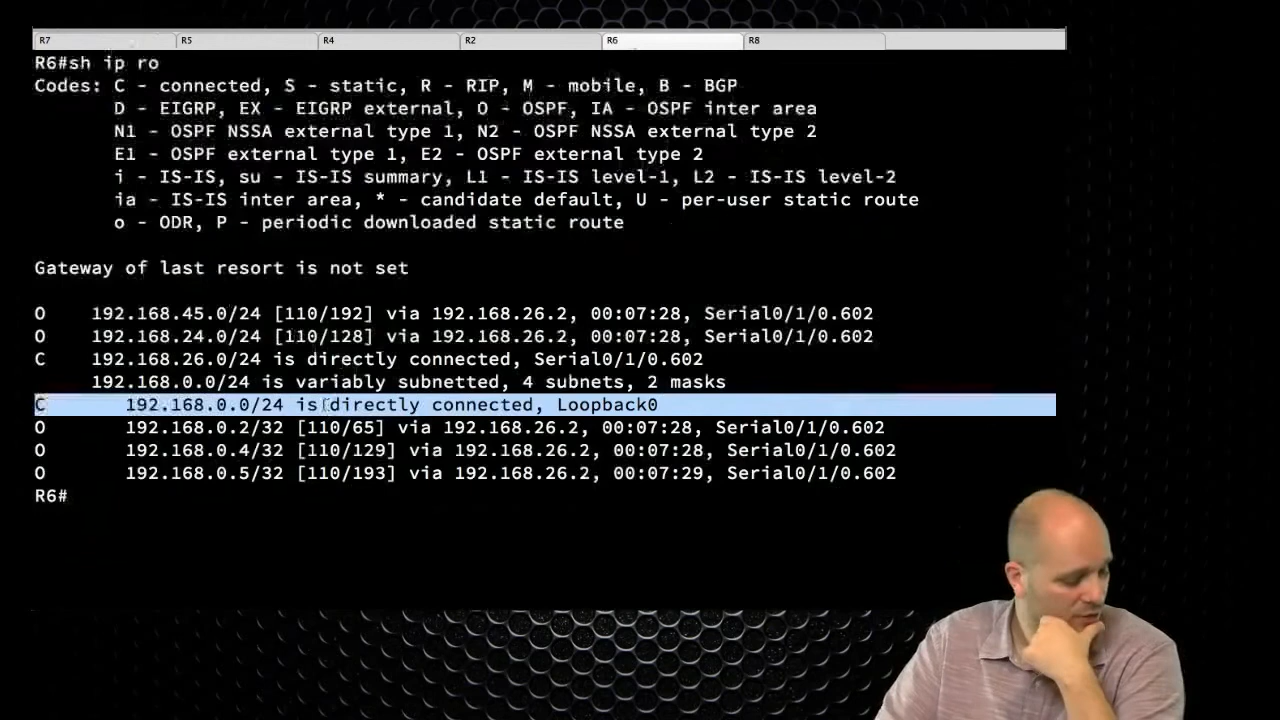 R7 R5 R4 R2 R6 R8
R6#sh ip ro
Codes: C - connected, S - static, R - RIP, M - mobile, B - BGP
D - EIGRP, EX - EIGRP external, O - OSPF, IA - OSPF inter area
N1 - OSPF NSSA external type 1, N2 - OSPF NSSA external type 2
E1 - OSPF external type 1, E2 - OSPF external type 2
i - IS-IS, su - IS-IS summary, L1 - IS-IS level-1, L2 - IS-IS level-2
ia - IS-IS inter area, * - candidate default, U - per-user static route
o - ODR, P - periodic downloaded static route
Gateway of last resort is not set
O 192.168.45.0/24 [110/192] via 192.168.26.2, 00:07:28, Serial0/1/0.602
O 192.168.24.0/24 [110/128] via 192.168.26.2, 00:07:28, Serial0/1/0.602
C 192.168.26.0/24 is directly connected, Serial0/1/0.602
192.168.0.0/24 is variably subnetted, 4 subnets, 2 masks
C 192.168.0.0/24 is directly connected, Loopback0
O 192.168.0.2/32 [110/65] via 192.168.26.2, 00:07:28, Serial0/1/0.602
O 192.168.0.4/32 [110/129] via 192.168.26.2, 00:07:28, Serial0/1/0.602
O 192.168.0.5/32 [110/193] via 192.168.26.2, 00:07:29, Serial0/1/0.602
R6#